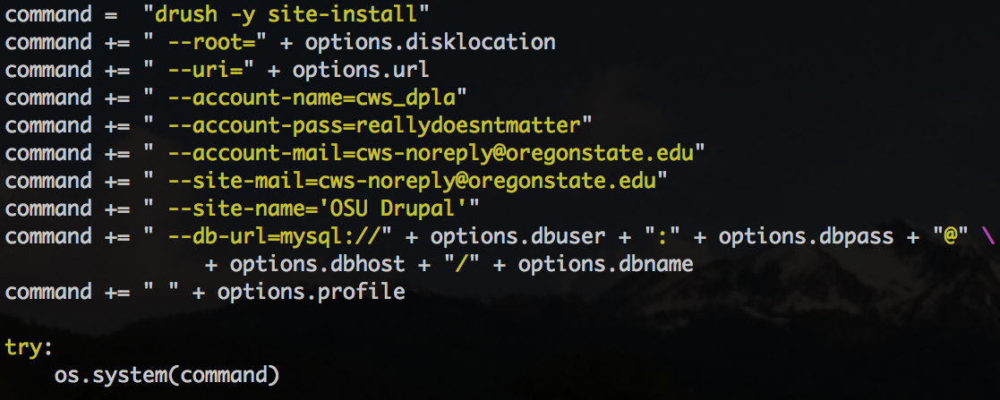 command =  "drush -y site-install"
command += " --root=" + options.disklocation
command += " --uri=" + options.url
command += " --account-name=cws_dpla"
command += " --account-pass=reallydoesntmatter"
command += " --account-mail=cws-noreply@oregonstate.edu"
command += " --site-mail=cws-noreply@oregonstate.edu"
command += " --site-name='OSU Drupal'"
command += " --db-url=mysql://" + options.dbuser + ":" + options.dbpass + "@" \
                + options.dbhost + "/" + options.dbname
command += " " + options.profile

try:
    os.system(command)